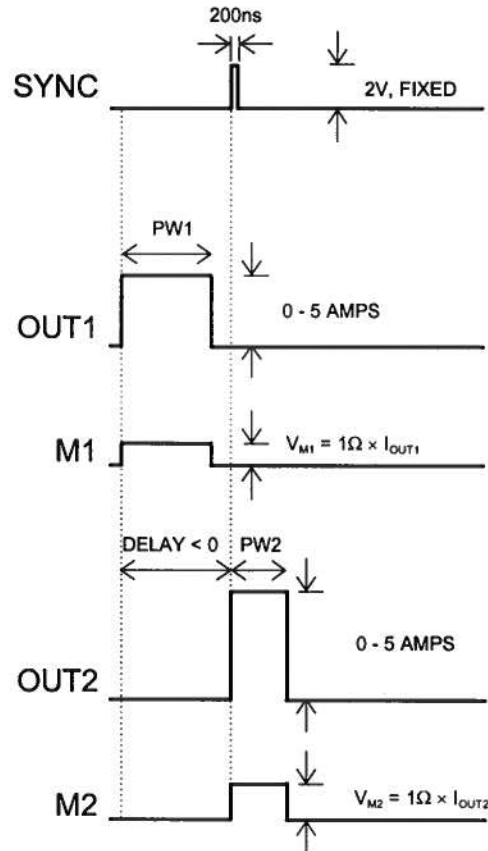 200ns
SYNC
2V, FIXED
PW1
OUT1
0 - 5 AMPS
M1
V_M1 = 1Ω × I_OUT1
DELAY < 0
PW2
OUT2
0 - 5 AMPS
M2
V_M2 = 1Ω × I_OUT2